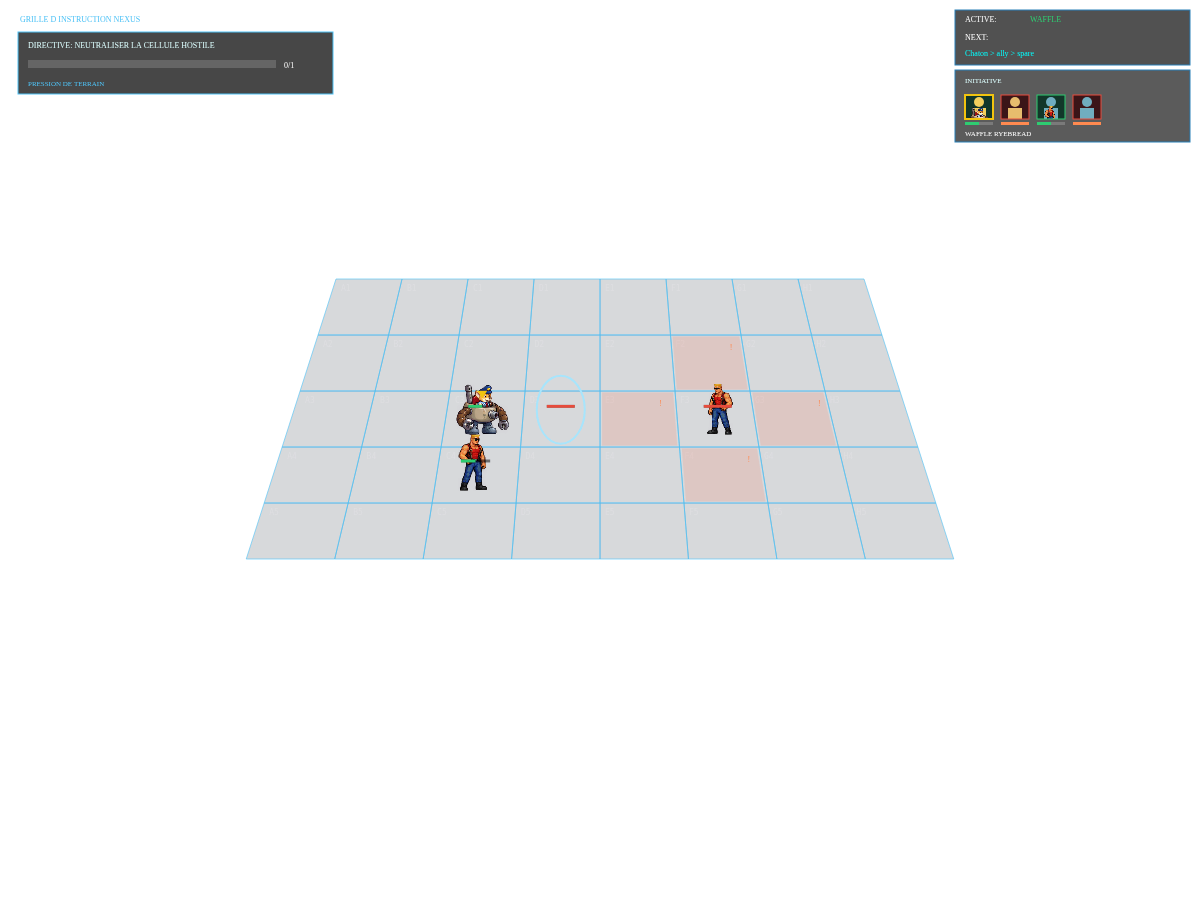 GRILLE D INSTRUCTION NEXUS
DIRECTIVE: NEUTRALISER LA CELLULE HOSTILE
0/1
PRESSION DE TERRAIN
ACTIVE: WAFFLE
NEXT:
Chaton > ally > spare
INITIATIVE
WAFFLE RYEBREAD
!
!
!
!